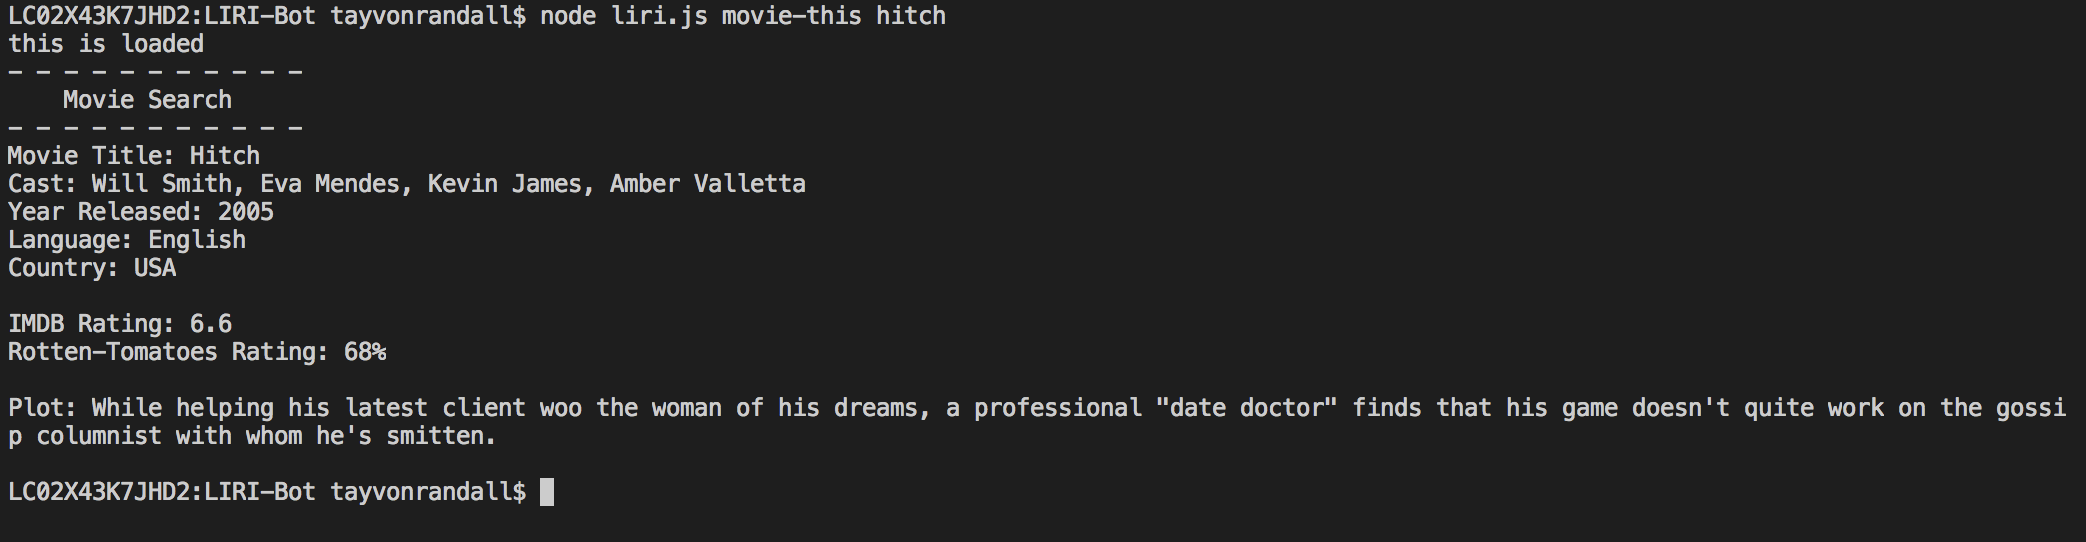 LC02X43K7JHD2:LIRI-Bot tayvonrandall$ node liri.js movie-this hitch
this is loaded
- - - - - - - - - - -
    Movie Search
- - - - - - - - - - -
Movie Title: Hitch
Cast: Will Smith, Eva Mendes, Kevin James, Amber Valletta
Year Released: 2005
Language: English
Country: USA

IMDB Rating: 6.6
Rotten-Tomatoes Rating: 68%

Plot: While helping his latest client woo the woman of his dreams, a professional "date doctor" finds that his game doesn't quite work on the gossi
p columnist with whom he's smitten.

LC02X43K7JHD2:LIRI-Bot tayvonrandall$